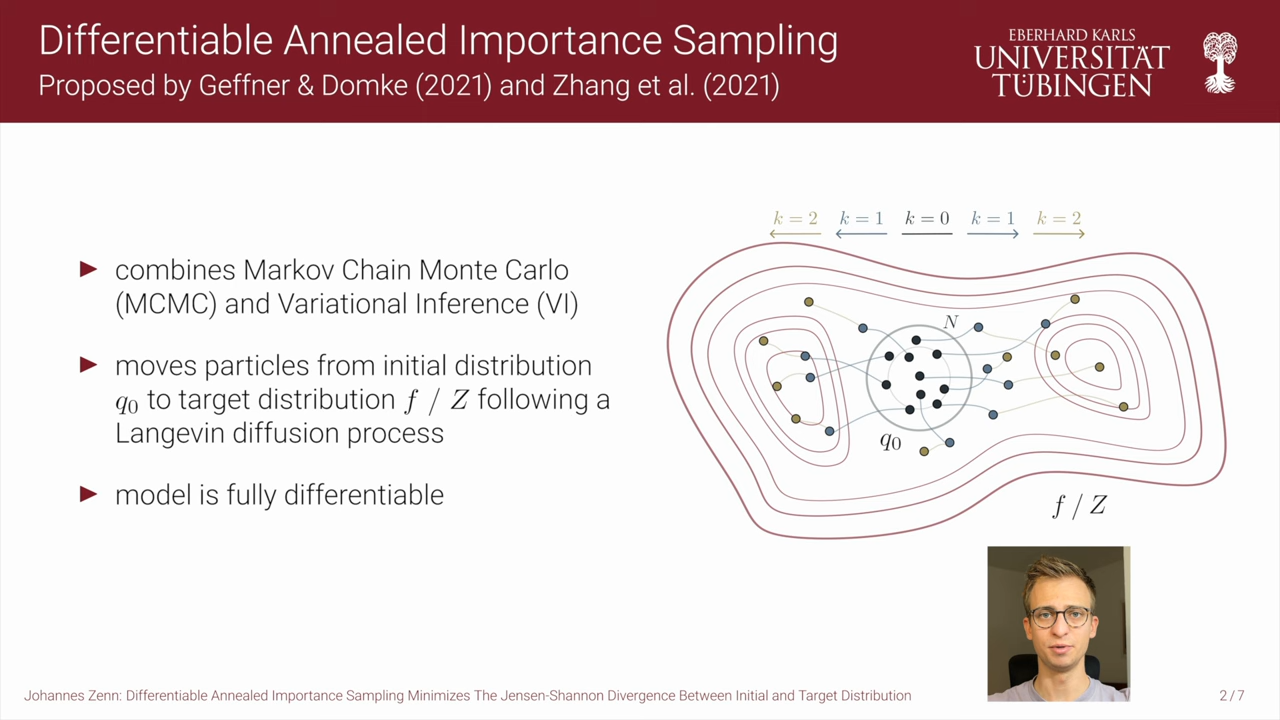 Differentiable Annealed Importance Sampling
Proposed by Geffner & Domke (2021) and Zhang et al. (2021)
EBERHARD KARLS
UNIVERSITÄT
TÜBINGEN
▶ combines Markov Chain Monte Carlo
(MCMC) and Variational Inference (VI)
▶ moves particles from initial distribution
q₀ to target distribution f / Z following a
Langevin diffusion process
▶ model is fully differentiable
k = 2 k = 1 k = 0 k = 1 k = 2
N
q₀
f / Z
Johannes Zenn: Differentiable Annealed Importance Sampling Minimizes The Jensen-Shannon Divergence Between Initial and Target Distribution
2 / 7